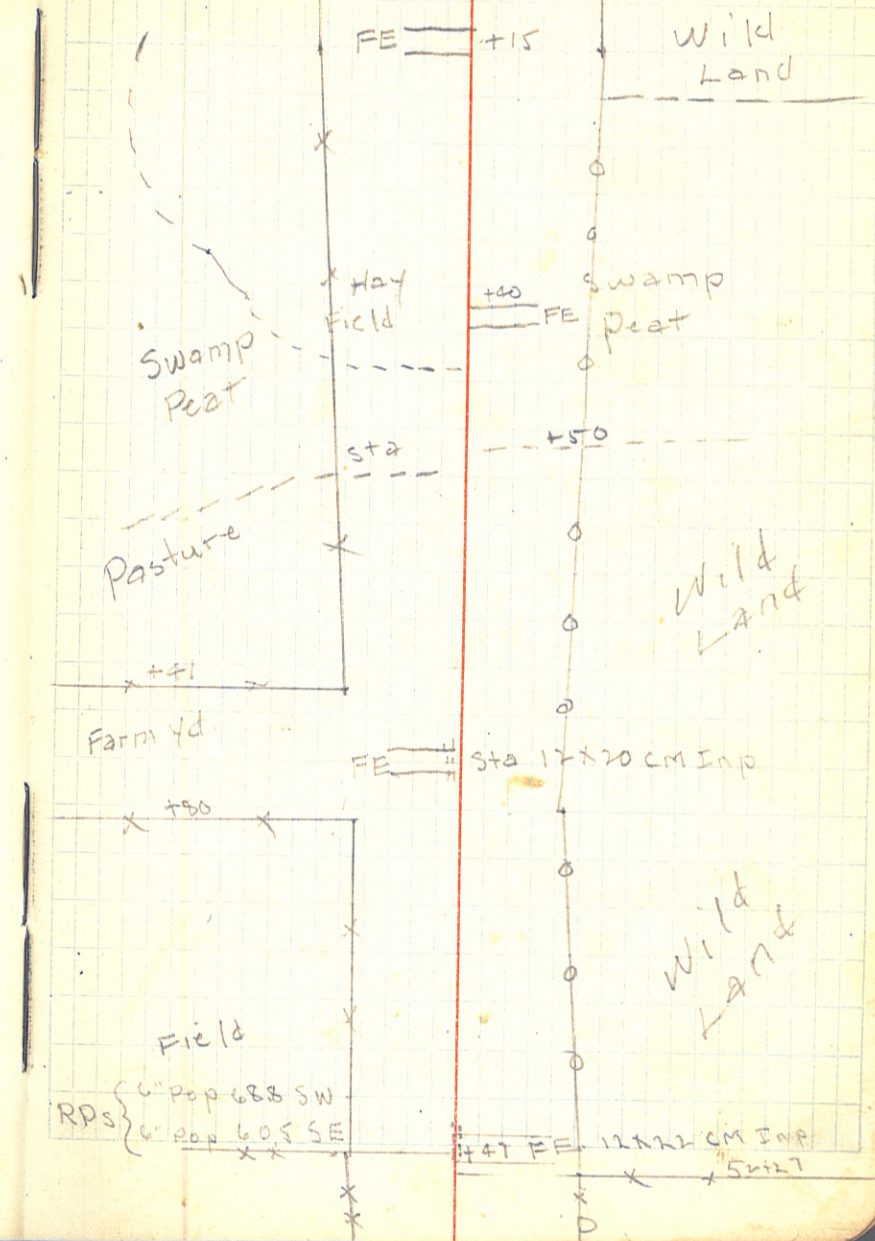 FE +15
Wild
Land
Hay
Field
+40
FE
Swamp
Peat
Swamp
Peat
+50
Sta
Pasture
Wild
Land
+41
Farm Yd
FE Sta 12X20 CM Inp
+80
Wild
Land
Field
RPs
6" Pop 68.8 SW
6" Pop 60.5 SE
+47 FE 12X22 CM Inp
52+27